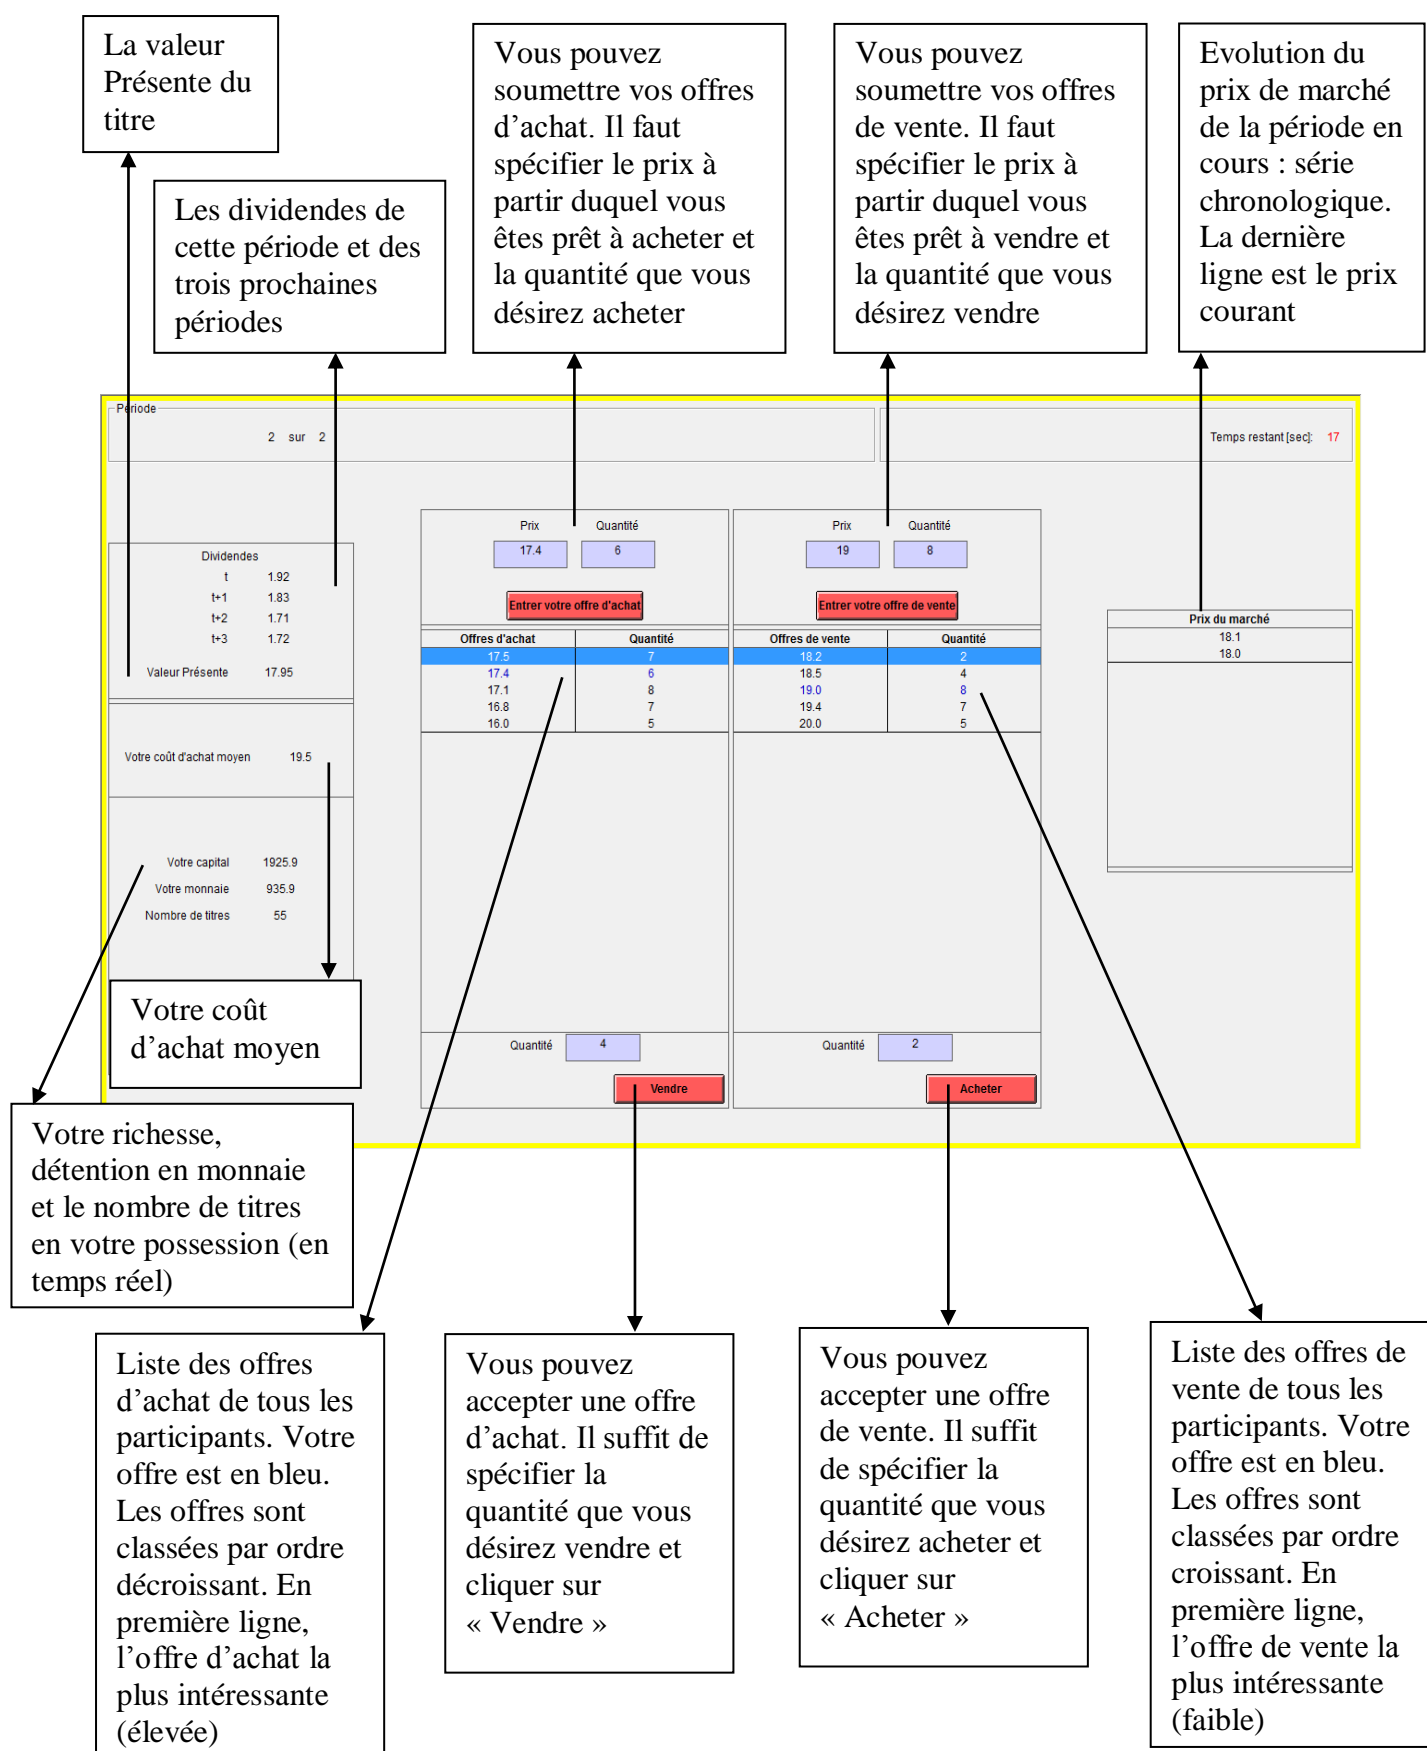 La valeur
Présente du
titre
Vous pouvez
soumettre vos offres
d’achat. Il faut
spécifier le prix à
partir duquel vous
êtes prêt à acheter et
la quantité que vous
désirez acheter
Vous pouvez
soumettre vos offres
de vente. Il faut
spécifier le prix à
partir duquel vous
êtes prêt à vendre et
la quantité que vous
désirez vendre
Evolution du
prix de marché
de la période en
cours : série
chronologique.
La dernière
ligne est le prix
courant
Les dividendes de
cette période et des
trois prochaines
périodes
Période
2 sur 2
Temps restant [sec]: 17
Dividendes
t 1.92
t+1 1.83
t+2 1.71
t+3 1.72
Valeur Présente 17.95
Votre coût d'achat moyen 19.5
Votre capital 1925.9
Votre monnaie 935.9
Nombre de titres 55
Prix Quantité
17.4 6
Entrer votre offre d'achat
Offres d'achat Quantité
17.5 7
17.4 6
17.1 8
16.8 7
16.0 5
Quantité 4
Vendre
Prix Quantité
19 8
Entrer votre offre de vente
Offres de vente Quantité
18.2 2
18.5 4
19.0 8
19.4 7
20.0 5
Quantité 2
Acheter
Prix du marché
18.1
18.0
Votre coût
d’achat moyen
Votre richesse,
détention en monnaie
et le nombre de titres
en votre possession (en
temps réel)
Liste des offres
d’achat de tous les
participants. Votre
offre est en bleu.
Les offres sont
classées par ordre
décroissant. En
première ligne,
l’offre d’achat la
plus intéressante
(élevée)
Vous pouvez
accepter une offre
d’achat. Il suffit de
spécifier la
quantité que vous
désirez vendre et
cliquer sur
« Vendre »
Vous pouvez
accepter une offre
de vente. Il suffit
de spécifier la
quantité que vous
désirez acheter et
cliquer sur
« Acheter »
Liste des offres de
vente de tous les
participants. Votre
offre est en bleu.
Les offres sont
classées par ordre
croissant. En
première ligne,
l’offre de vente la
plus intéressante
(faible)